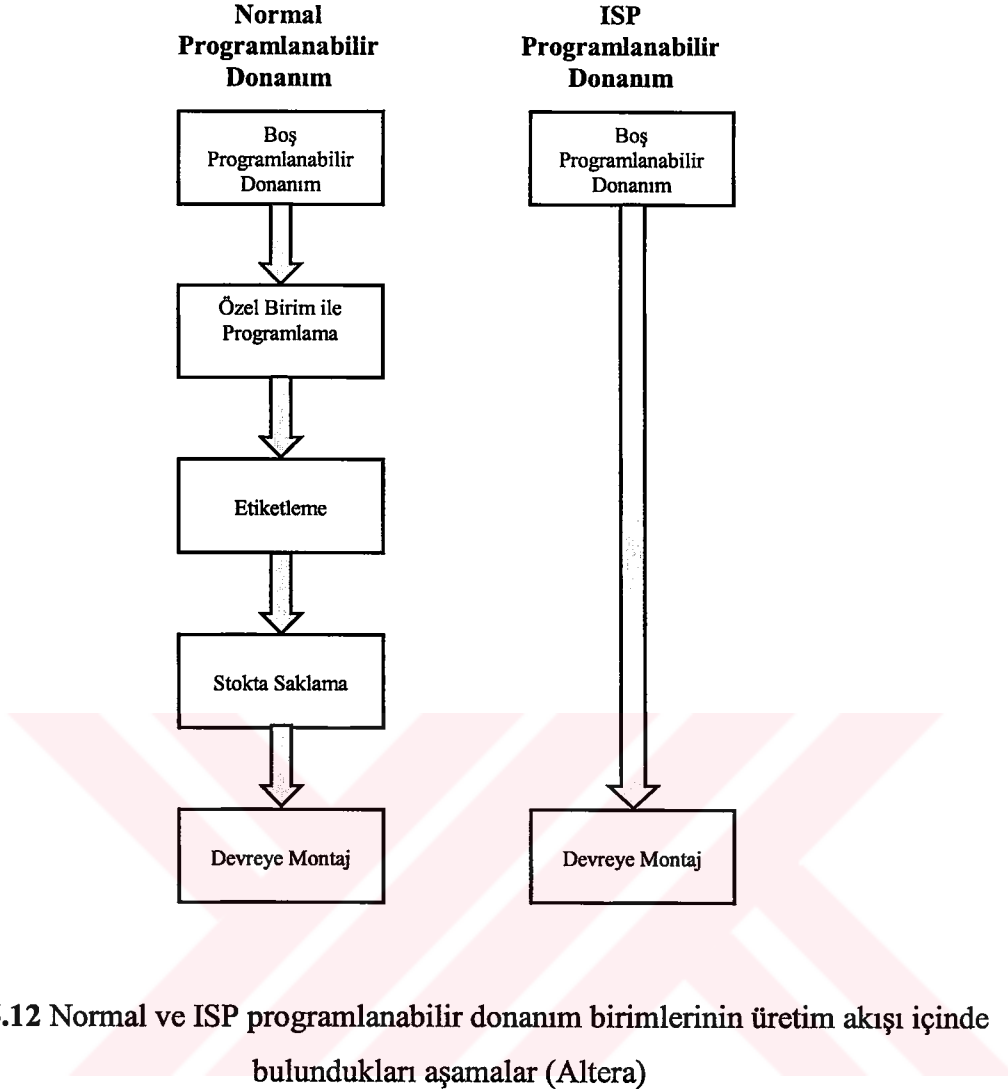 Normal
Programlanabilir
Donanım
Boş
Programlanabilir
Donanım
Özel Birim ile
Programlama
Etiketleme
Stokta Saklama
Devreye Montaj
ISP
Programlanabilir
Donanım
Boş
Programlanabilir
Donanım
Devreye Montaj
.12 Normal ve ISP programlanabilir donanım birimlerinin üretim akışı içinde
bulundukları aşamalar (Altera)